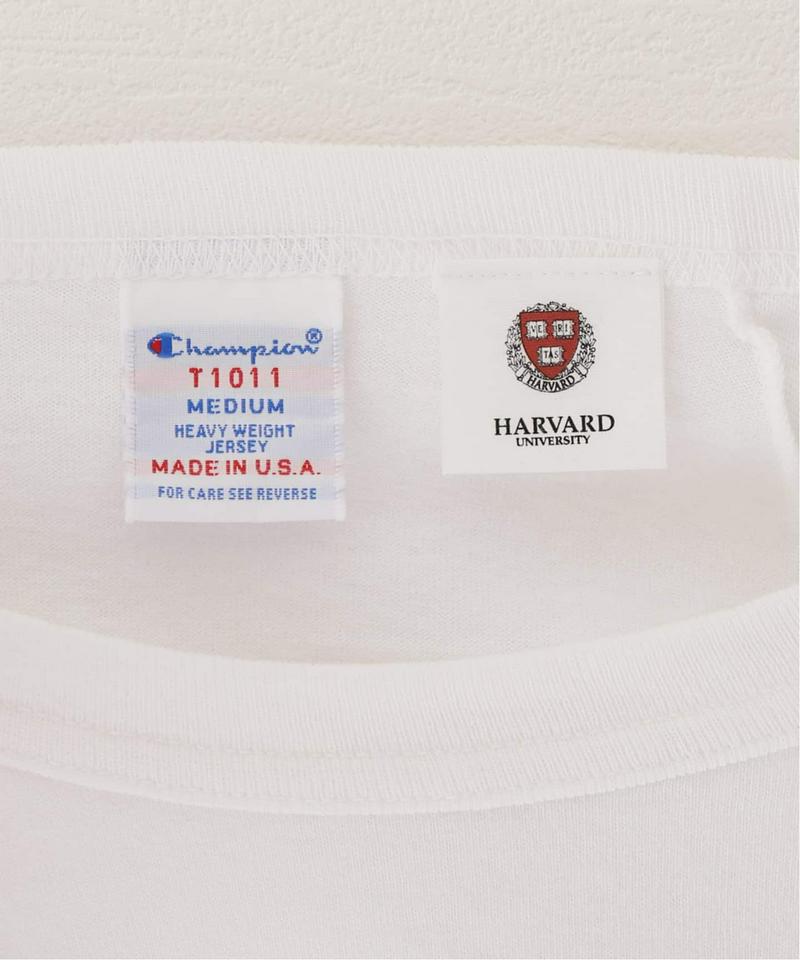 Champion®
T1011
MEDIUM
HEAVY WEIGHT
JERSEY
MADE IN U.S.A.
FOR CARE SEE REVERSE
VE RI
TAS
HARVARD
HARVARD
UNIVERSITY